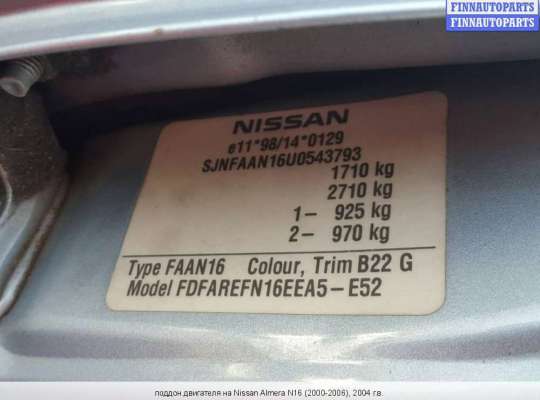 FINNAUTOPARTS
FINNAUTOPARTS
FINNAUTOPARTS
NISSAN
e11*98/14*0129
SJNFAAN16U0543793
1710 kg
2710 kg
1- 925 kg
2- 970 kg
Type FAAN16 Colour, Trim B22 G
Model FDFAREFN16EEA5-E52
поддон двигателя на Nissan Almera N16 (2000-2006), 2004 г.в.